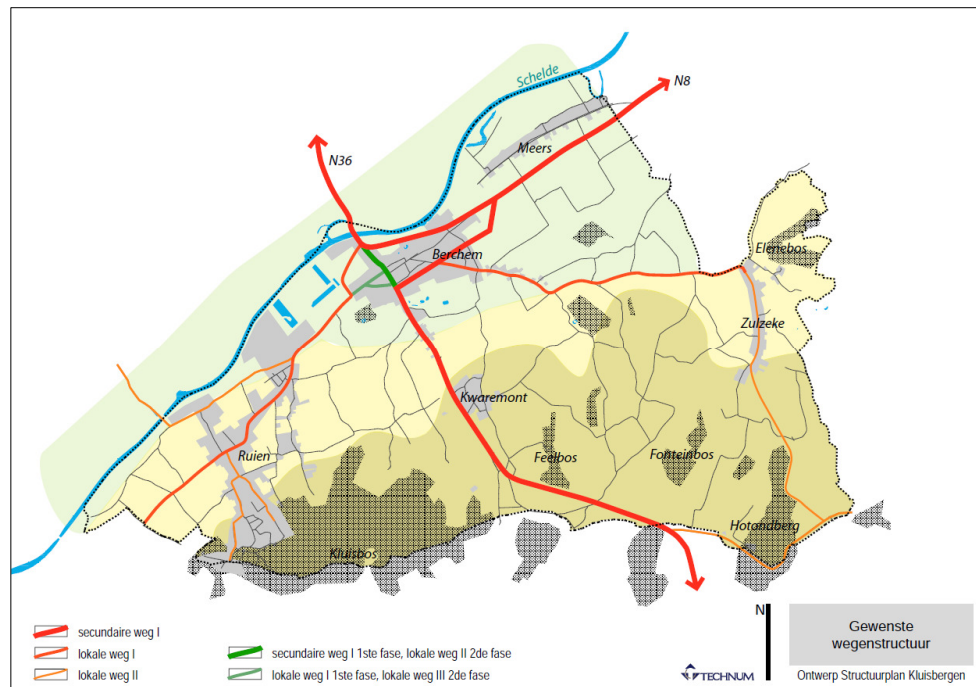 Schelde
N8
N36
Meers
Berchem
Elenebos
Zulzeke
Kwaremont
Ruien
Feelbos
Fonteinbos
Hotondberg
Kluisbos
secundaire weg I
lokale weg I
lokale weg II
secundaire weg I 1ste fase, lokale weg II 2de fase
lokale weg I 1ste fase, lokale weg III 2de fase
TECHNUM
N
Gewenste
wegenstructuur
Ontwerp Structuurplan Kluisbergen